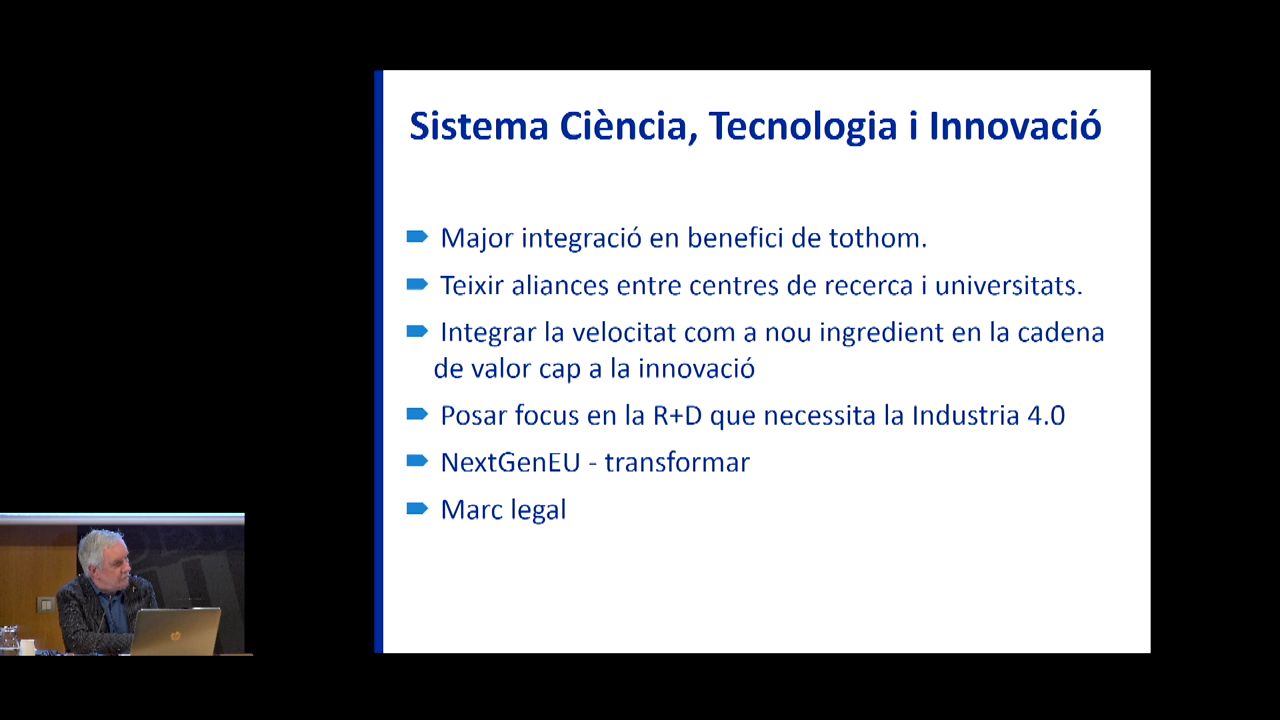 Sistema Ciència, Tecnologia i Innovació
Major integració en benefici de tothom.
Teixir aliances entre centres de recerca i universitats.
Integrar la velocitat com a nou ingredient en la cadena
de valor cap a la innovació
Posar focus en la R+D que necessita la Industria 4.0
NextGenEU - transformar
Marc legal